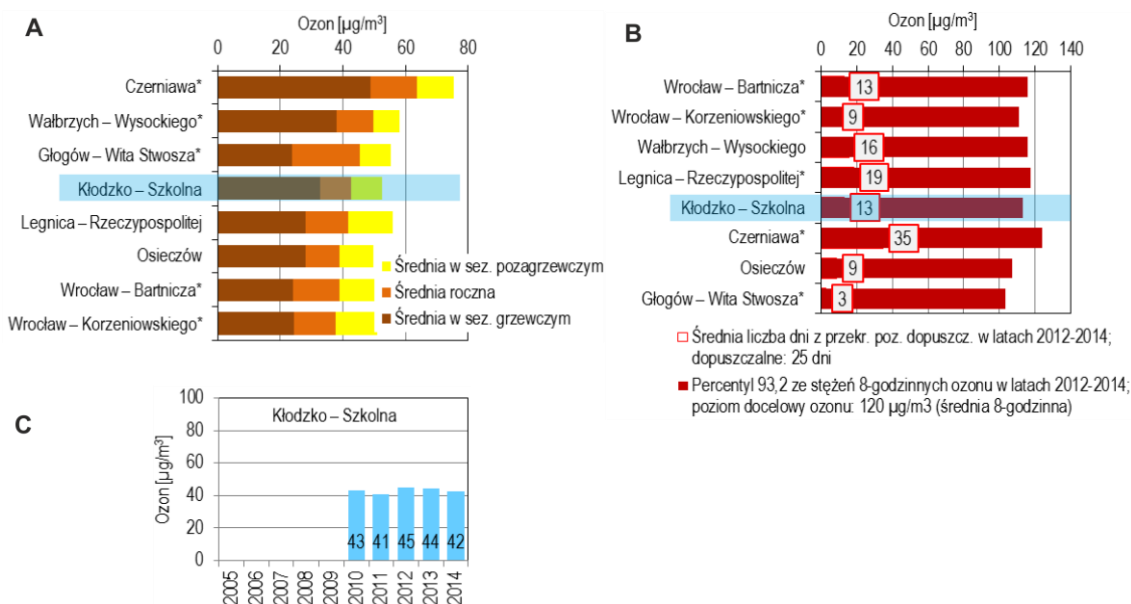 A
Ozon [µg/m³]
0 20 40 60 80
Czerniawa*
Wałbrzych – Wysockiego*
Głogów – Wita Stwosza*
Kłodzko – Szkolna
Legnica – Rzeczypospolitej
Osieczów
Wrocław – Bartnicza*
Wrocław – Korzeniowskiego*
Średnia w sez. pozagrzewczym
Średnia roczna
Średnia w sez. grzewczym
B
Ozon [µg/m³]
0 20 40 60 80 100 120 140
Wrocław – Bartnicza* 13
Wrocław – Korzeniowskiego* 9
Wałbrzych – Wysockiego 16
Legnica – Rzeczypospolitej* 19
Kłodzko – Szkolna 13
Czerniawa* 35
Osieczów 9
Głogów – Wita Stwosza* 3
Średnia liczba dni z przekr. poz. dopuszcz. w latach 2012-2014;
dopuszczalne: 25 dni
Percentyl 93,2 ze stężeń 8-godzinnych ozonu w latach 2012-2014;
poziom docelowy ozonu: 120 µg/m3 (średnia 8-godzinna)
C
Kłodzko – Szkolna
Ozon [µg/m³]
100
80
60
40
20
0
43 41 45 44 42
2005 2006 2007 2008 2009 2010 2011 2012 2013 2014